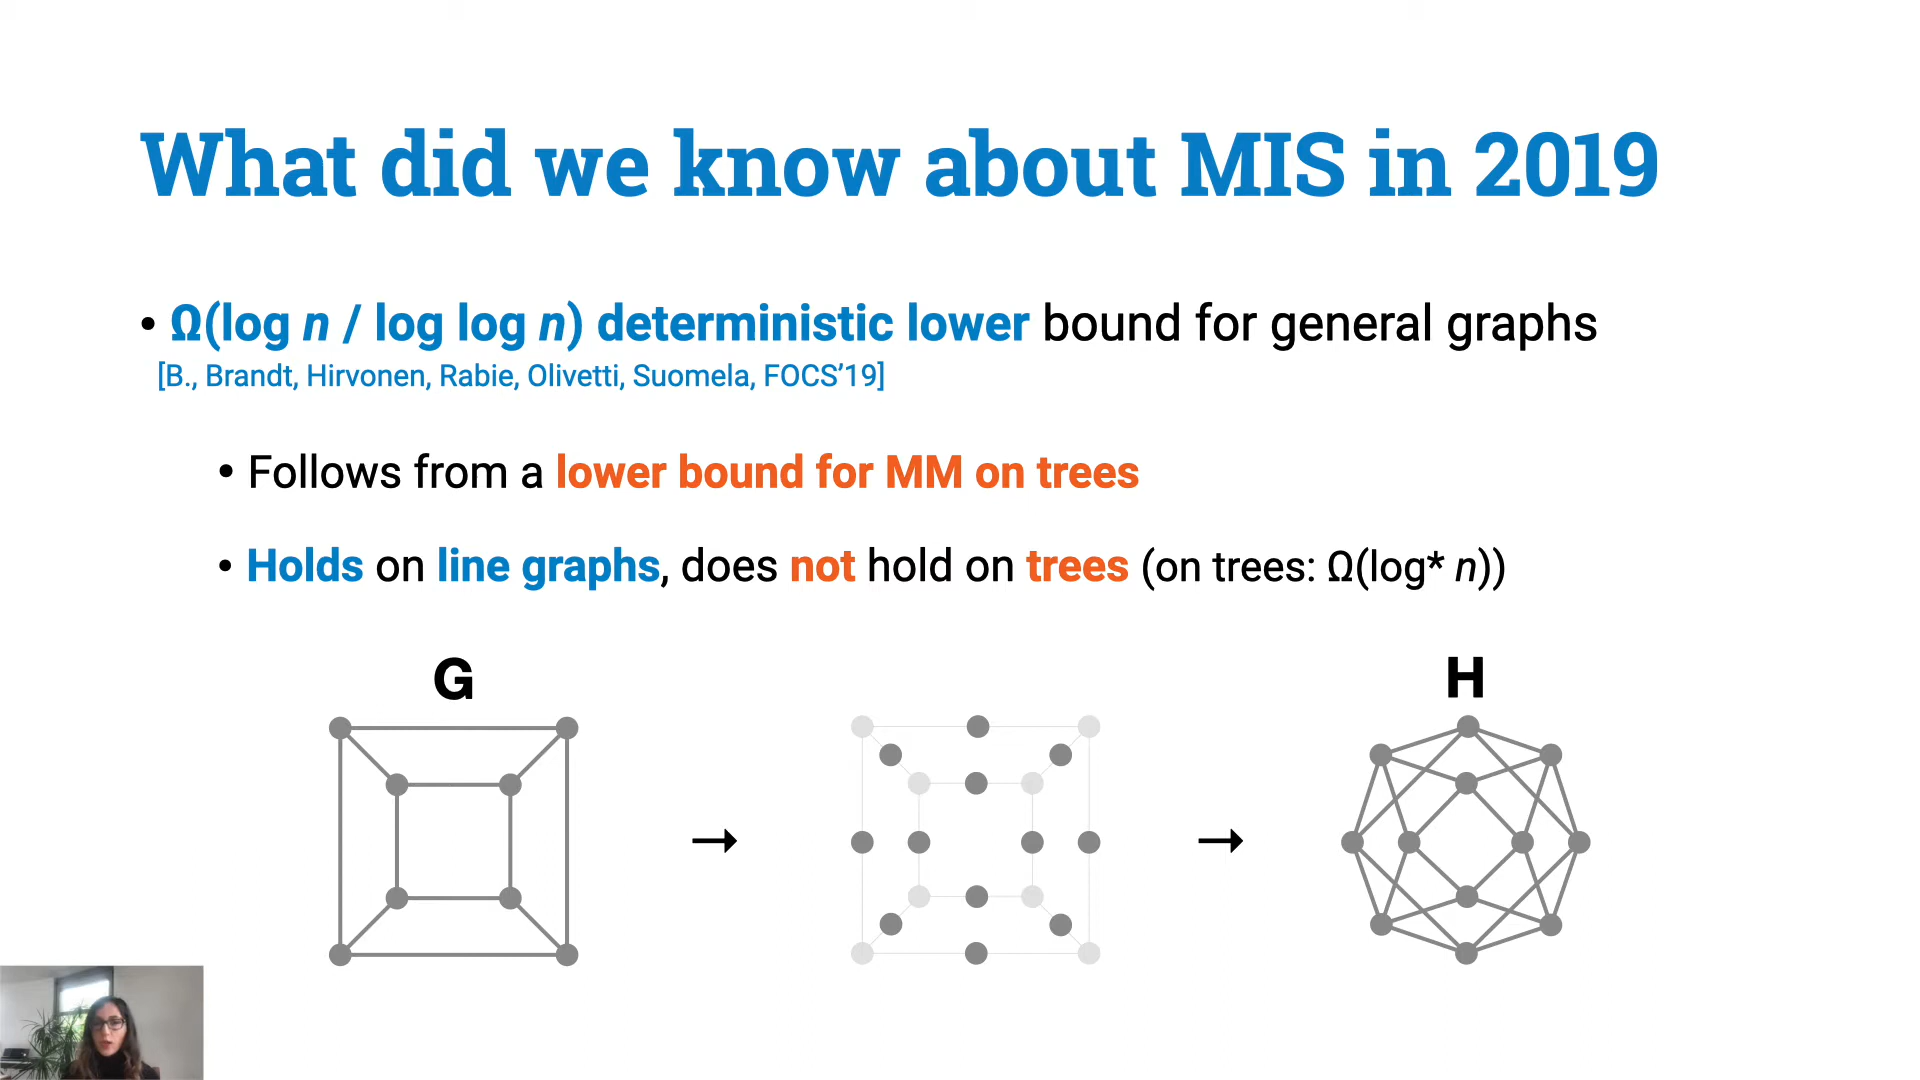 What did we know about MIS in 2019
• Ω(log n / log log n) deterministic lower bound for general graphs
[B., Brandt, Hirvonen, Rabie, Olivetti, Suomela, FOCS’19]
• Follows from a lower bound for MM on trees
• Holds on line graphs, does not hold on trees (on trees: Ω(log* n))
G
H